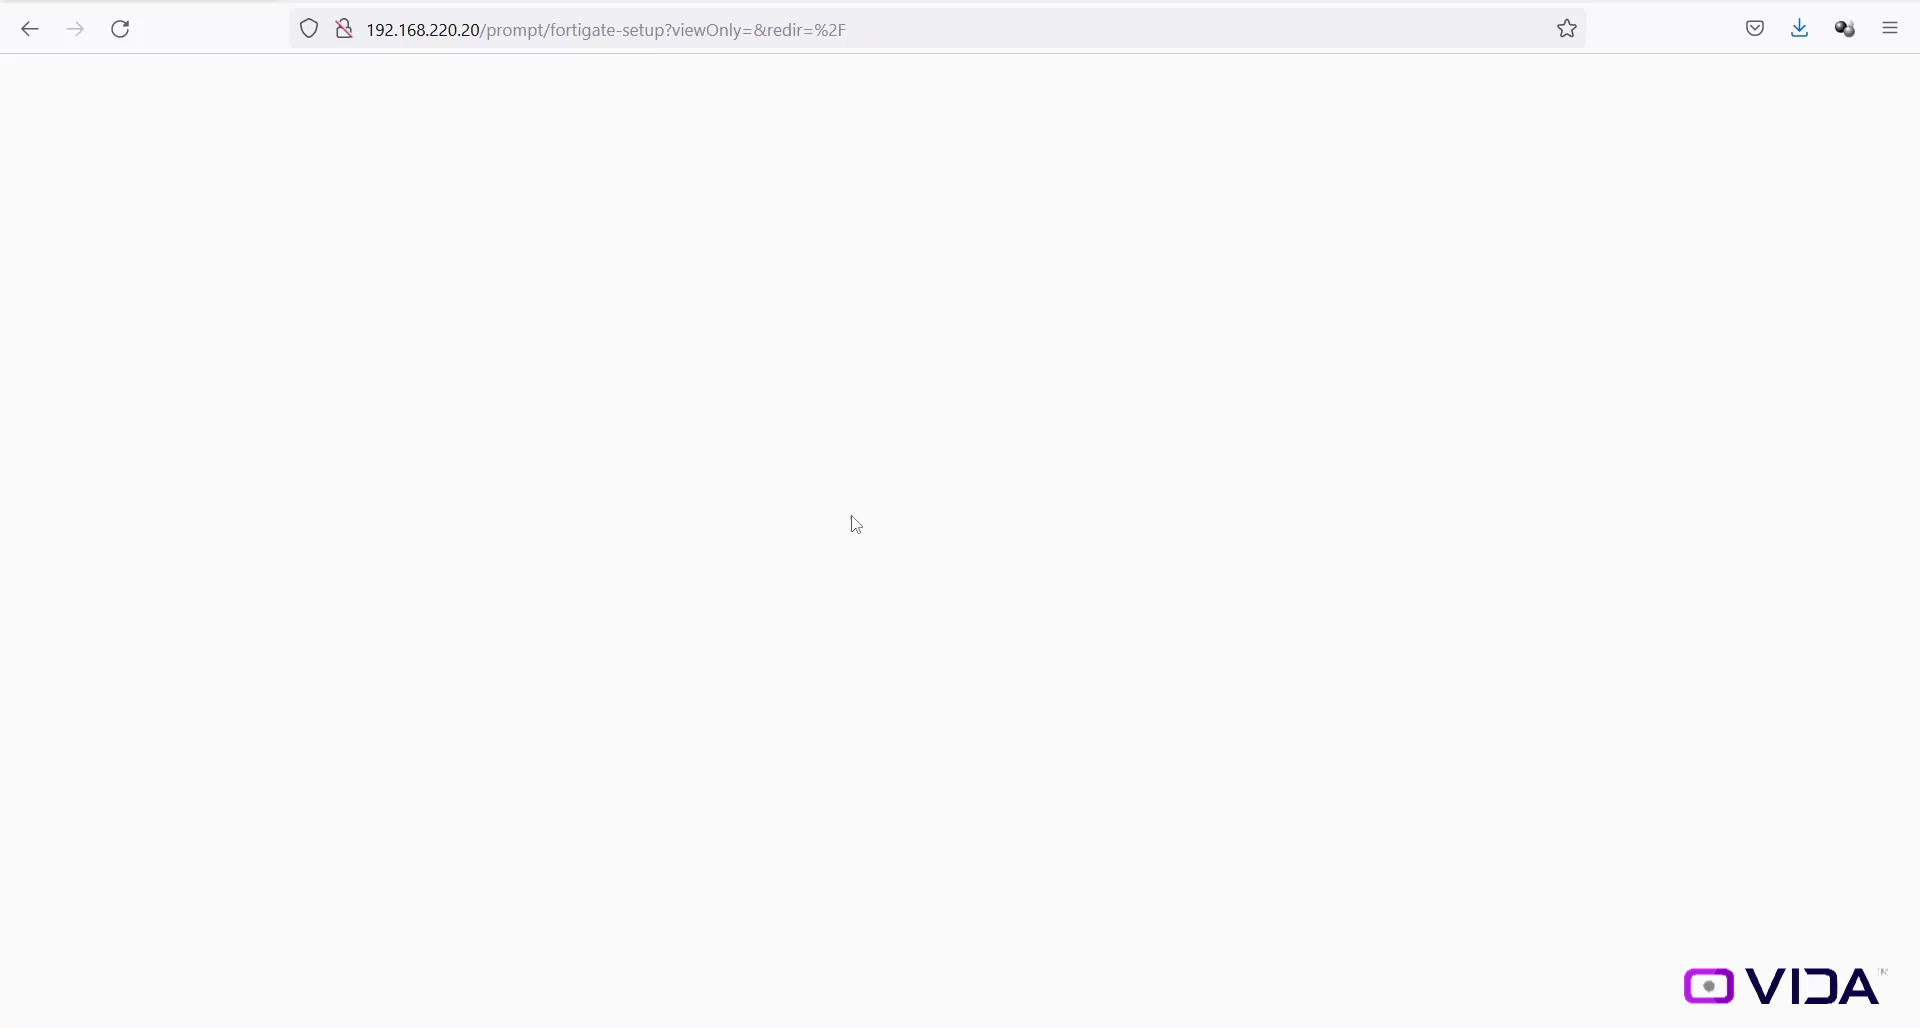 192.168.220.20/prompt/fortigate-setup?viewOnly=&redir=%2F
VIDA